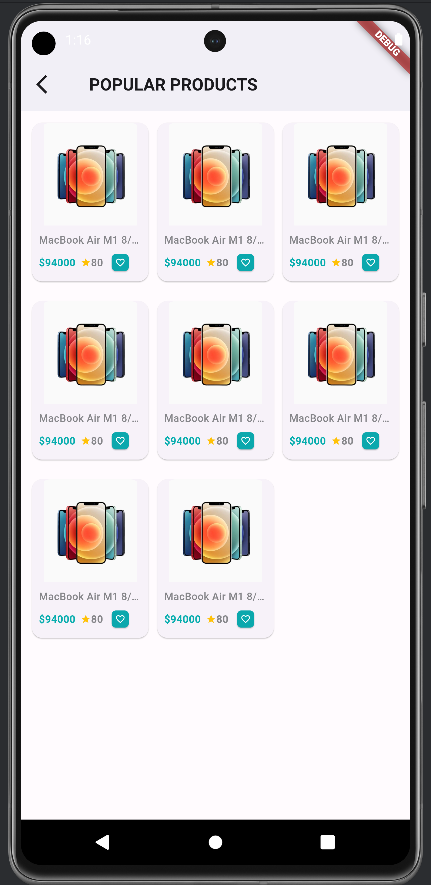 1:16
DEBUG
POPULAR PRODUCTS
MacBook Air M1 8/... MacBook Air M1 8/... MacBook Air M1 8/...
$94000 80 $94000 80 $94000 80
MacBook Air M1 8/... MacBook Air M1 8/... MacBook Air M1 8/...
$94000 80 $94000 80 $94000 80
MacBook Air M1 8/... MacBook Air M1 8/...
$94000 80 $94000 80